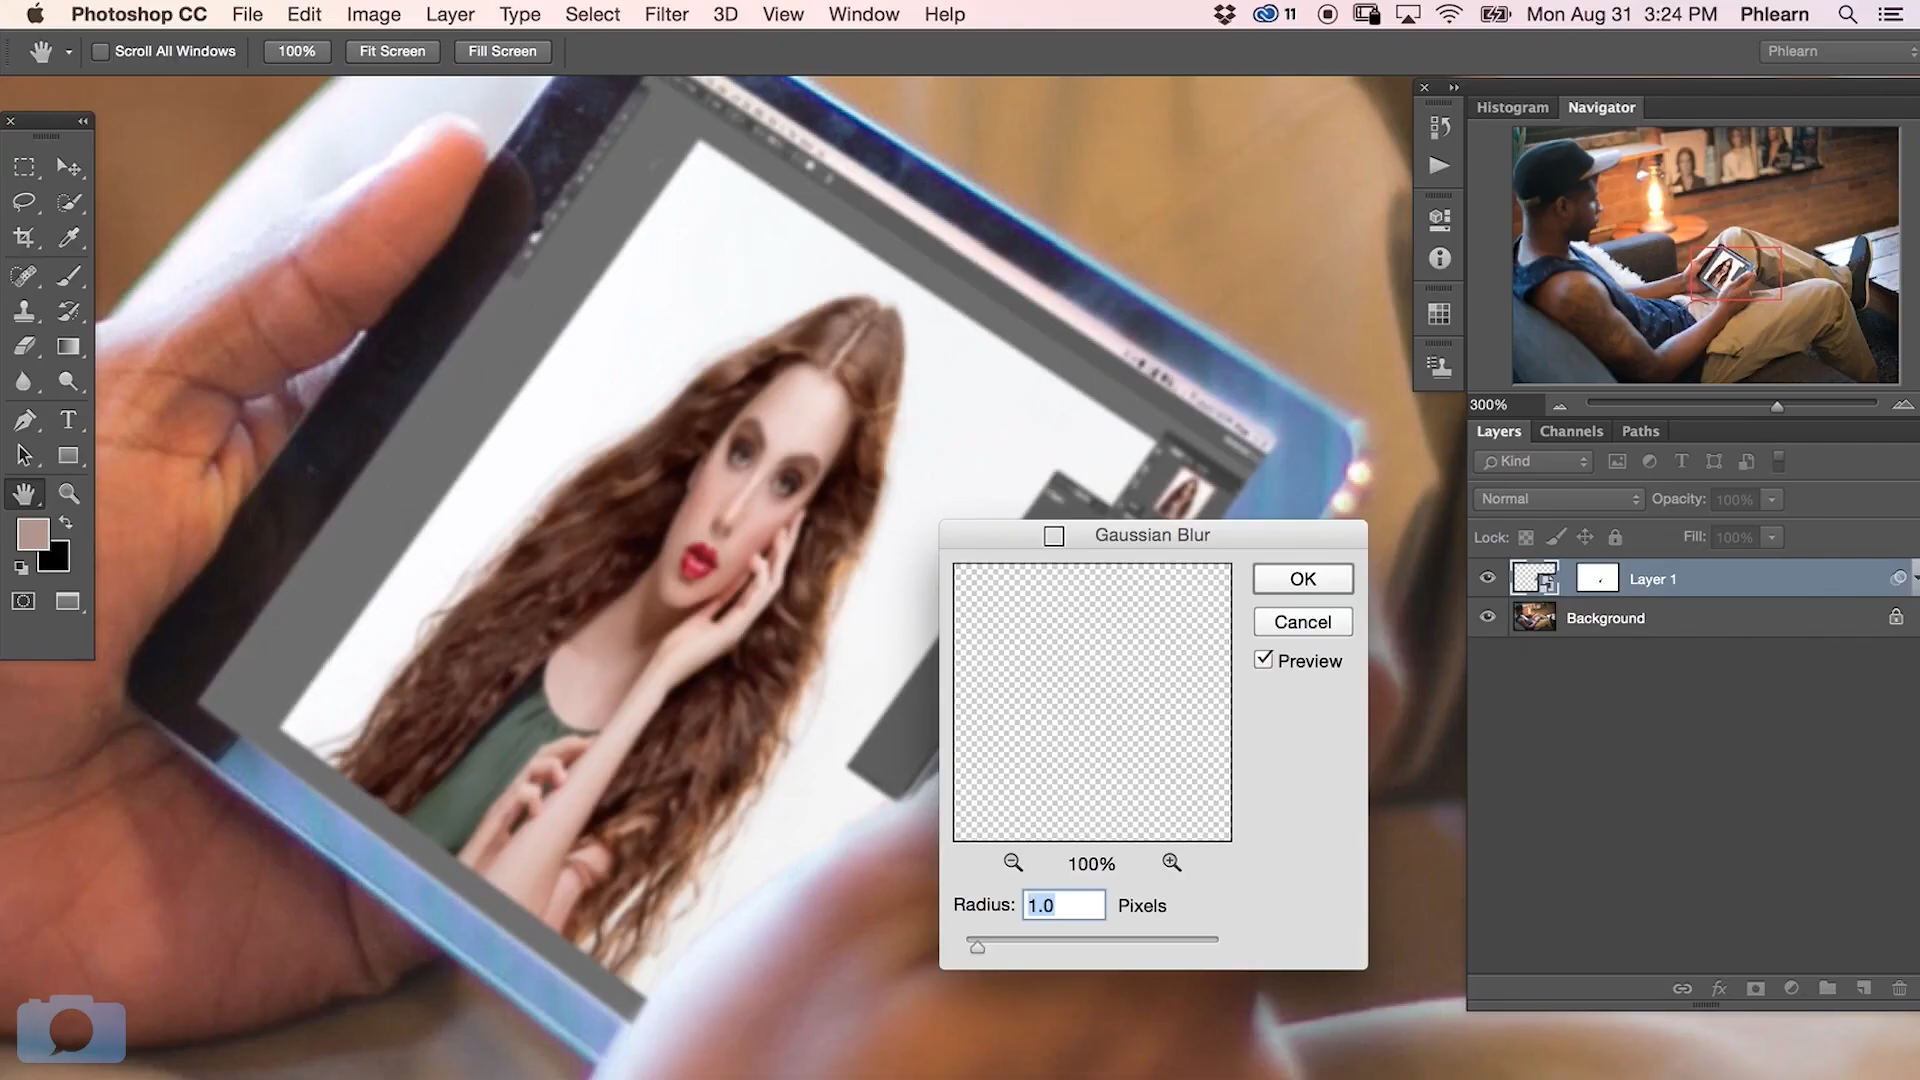 Photoshop CC File Edit Image Layer Type Select Filter 3D View Window Help 11 Mon Aug 31 3:24 PM Phlearn
Scroll All Windows 100% Fit Screen Fill Screen Phlearn
Histogram Navigator
300%
Layers Channels Paths
Kind
Normal Opacity: 100%
Lock: Fill: 100%
Layer 1
Background
Gaussian Blur
OK
Cancel
Preview
100%
Radius: 1.0 Pixels